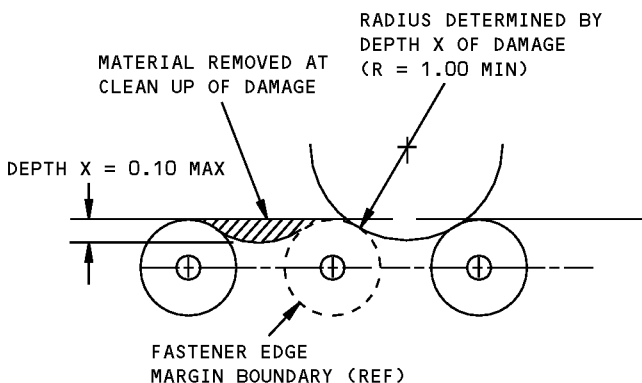 RADIUS DETERMINED BY
DEPTH X OF DAMAGE
(R = 1.00 MIN)
MATERIAL REMOVED AT
CLEAN UP OF DAMAGE
DEPTH X = 0.10 MAX
FASTENER EDGE
MARGIN BOUNDARY (REF)